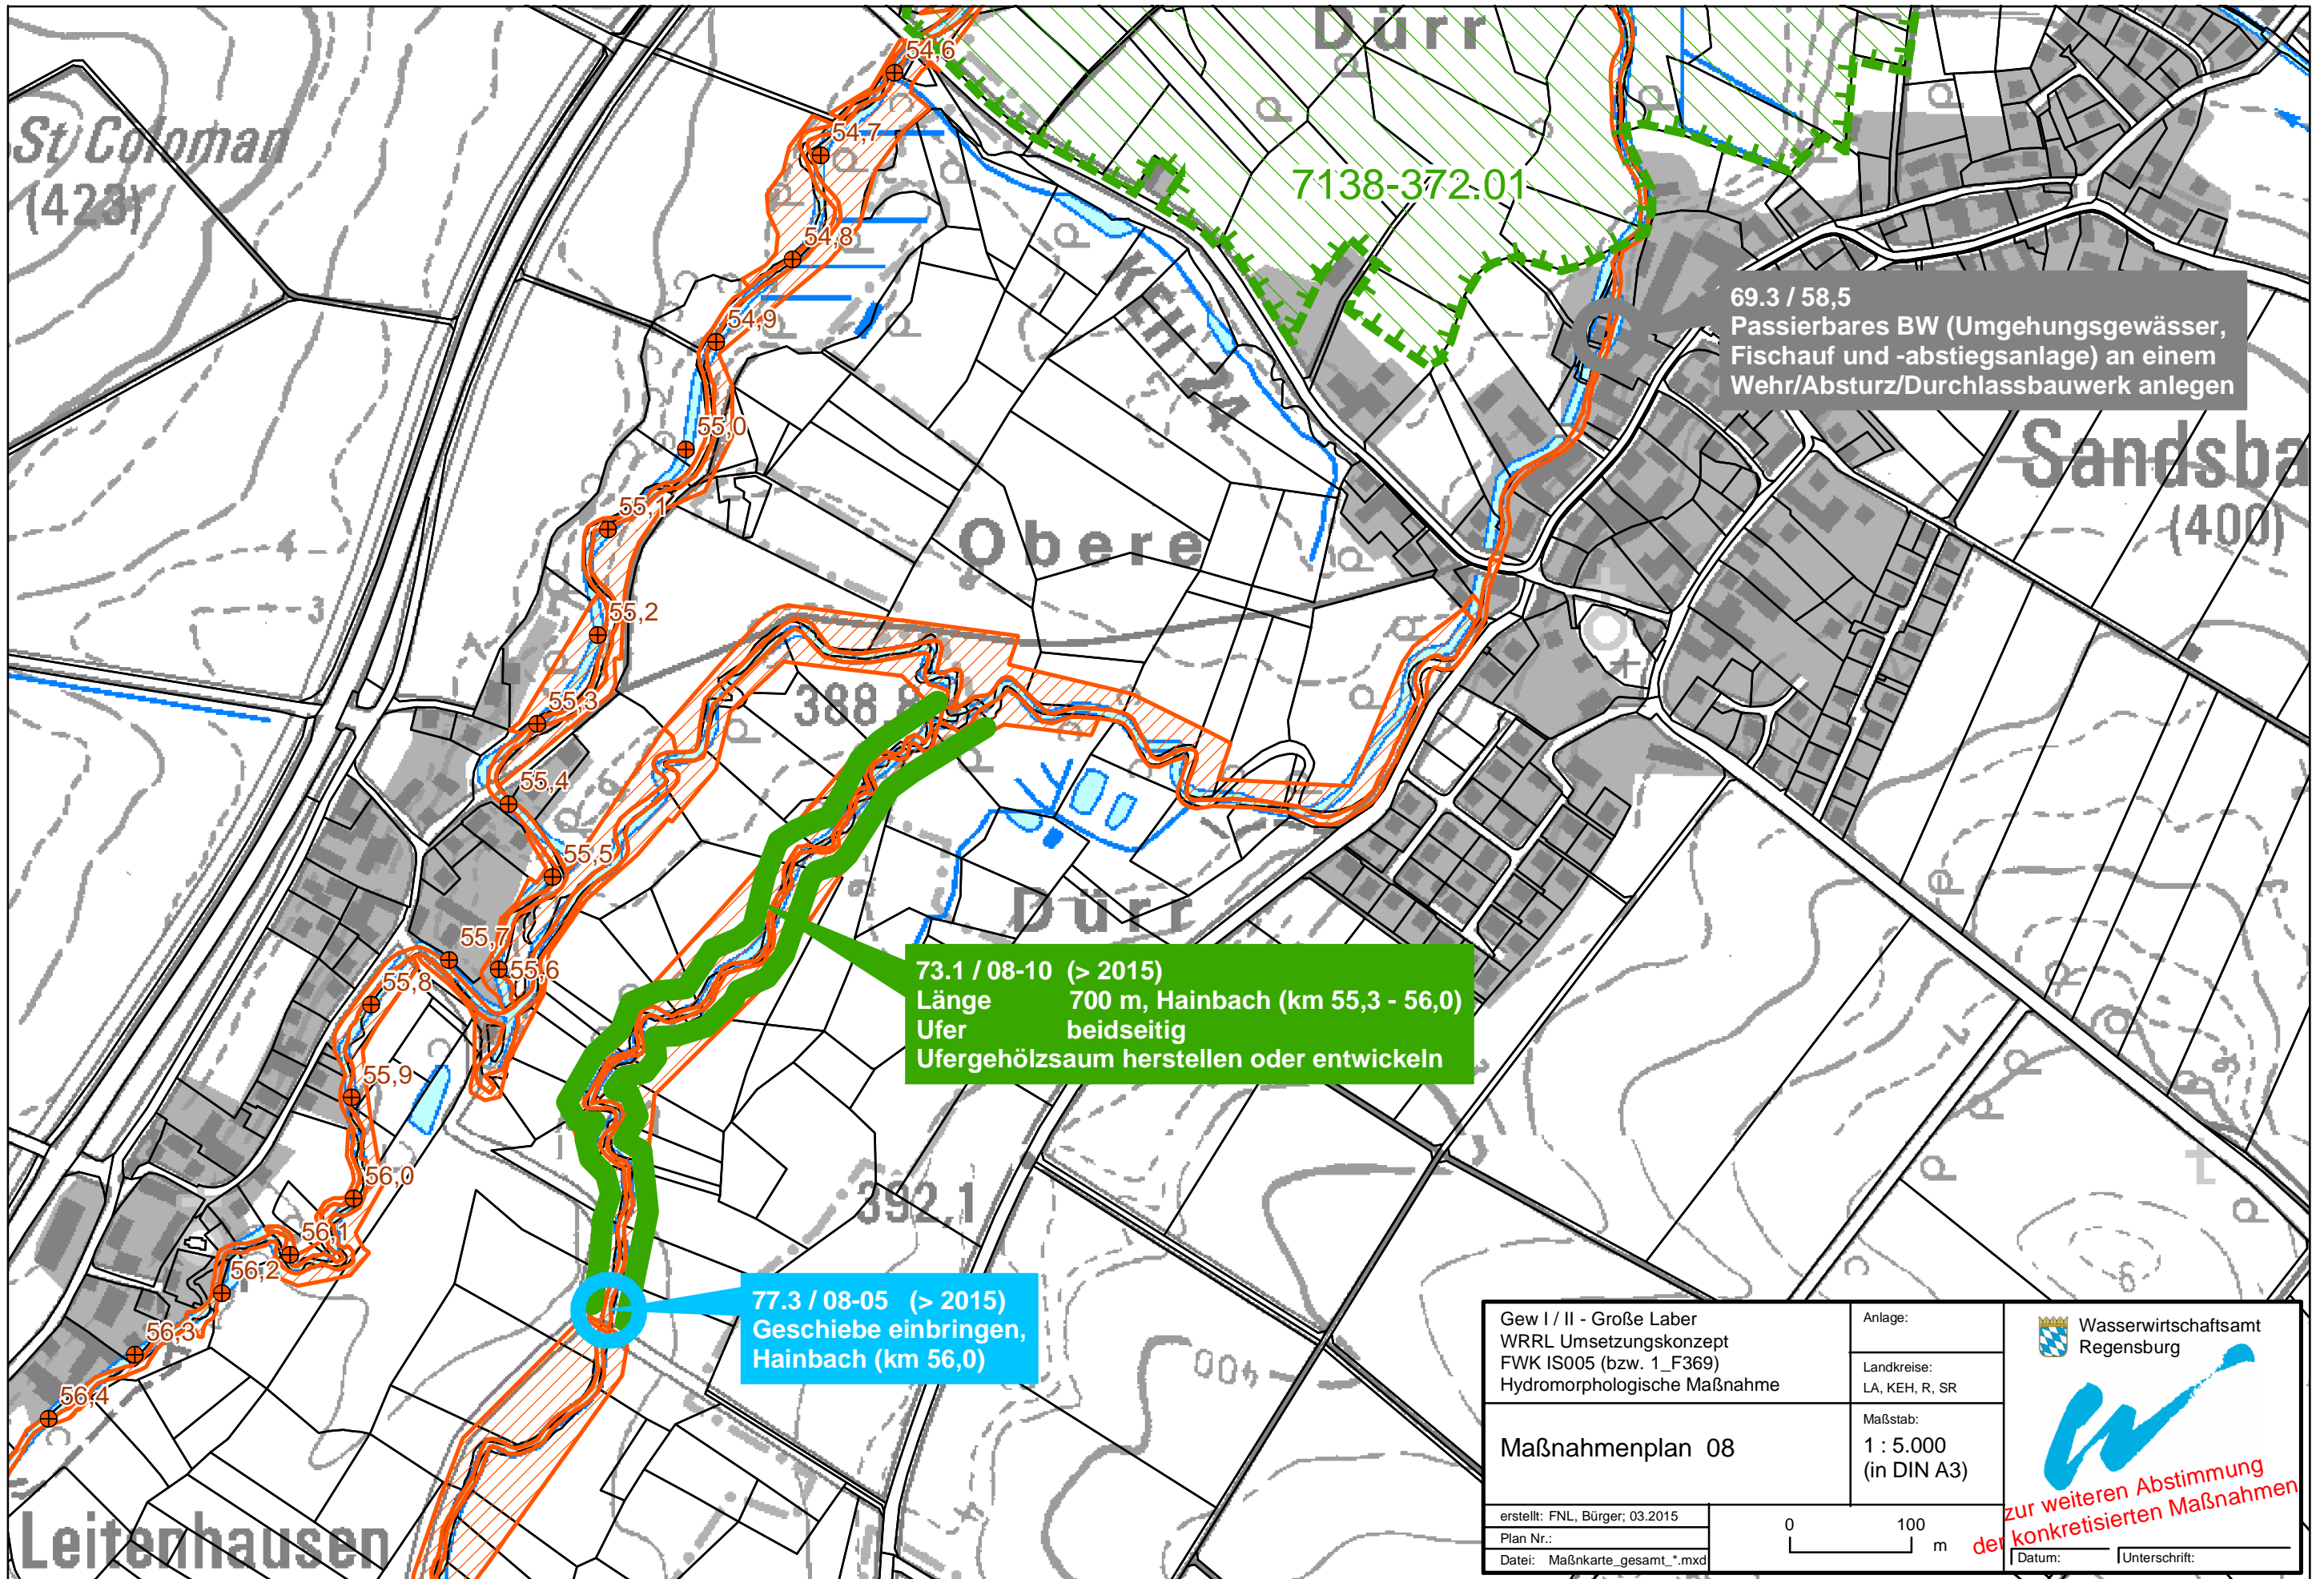 Dürr
54,6
St Coloman
(423)
54,7
7138-372.01
54,8
KEH 24
54,9
69.3 / 58,5
Passierbares BW (Umgehungsgewässer,
Fischauf und -abstiegsanlage) an einem
Wehr/Absturz/Durchlassbauwerk anlegen
55,0
Sandsba
(400)
55,1
Obere
55,2
55,3
388,8
55,4
55,5
Dürr
55,7
55,6
55,8
73.1 / 08-10 (> 2015)
Länge 700 m, Hainbach (km 55,3 - 56,0)
Ufer beidseitig
Ufergehölzsaum herstellen oder entwickeln
55,9
56,0
392,1
56,1
56,2
77.3 / 08-05 (> 2015)
Geschiebe einbringen,
Hainbach (km 56,0)
56,3
400
56,4
Leitenhausen
Gew I / II - Große Laber
WRRL Umsetzungskonzept
FWK IS005 (bzw. 1_F369)
Hydromorphologische Maßnahme
Anlage:
Landkreise:
LA, KEH, R, SR
Wasserwirtschaftsamt
Regensburg
Maßnahmenplan 08
Maßstab:
1 : 5.000
(in DIN A3)
zur weiteren Abstimmung
der konkretisierten Maßnahmen
erstellt: FNL, Bürger; 03.2015
Plan Nr.:
Datei: Maßnkarte_gesamt_*.mxd
0 100
m
Datum:
Unterschrift: